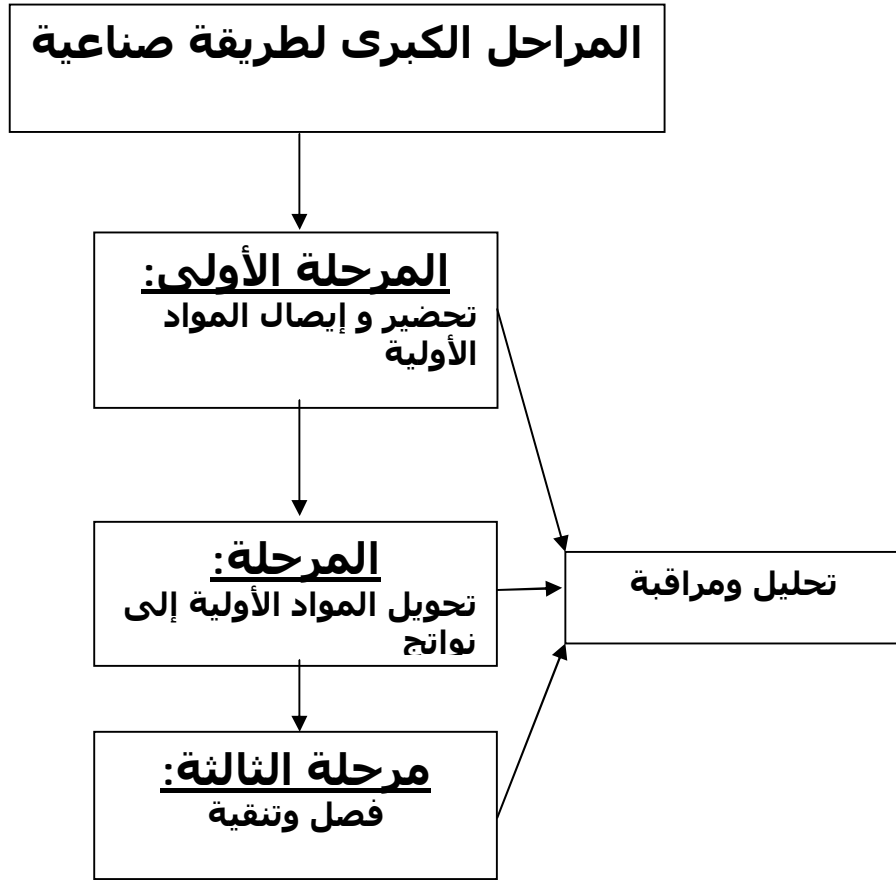 المراحل الكبرى لطريقة صناعية
المرحلة الأولى:
تحضير و إيصال المواد
الأولية
المرحلة:
تحويل المواد الأولية إلى
نواتج
تحليل ومراقبة
مرحلة الثالثة:
فصل وتنقية